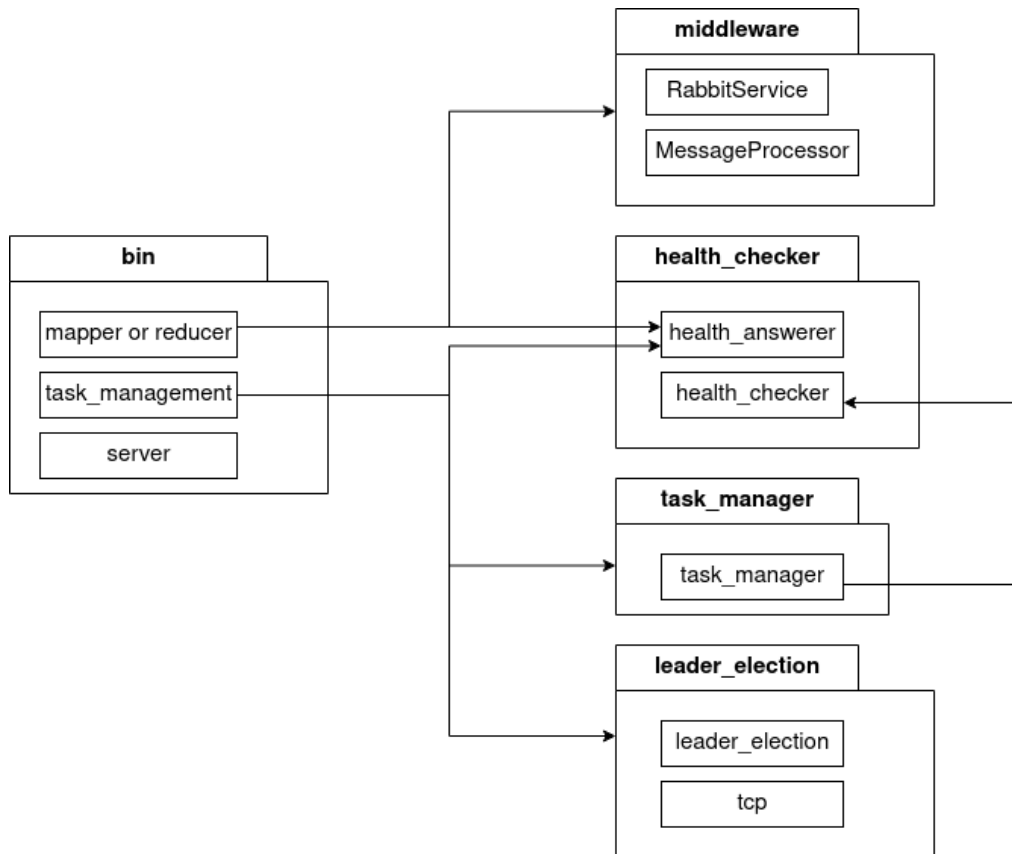 middleware
RabbitService
MessageProcessor
bin
mapper or reducer
task_management
server
health_checker
health_answerer
health_checker
task_manager
task_manager
leader_election
leader_election
tcp